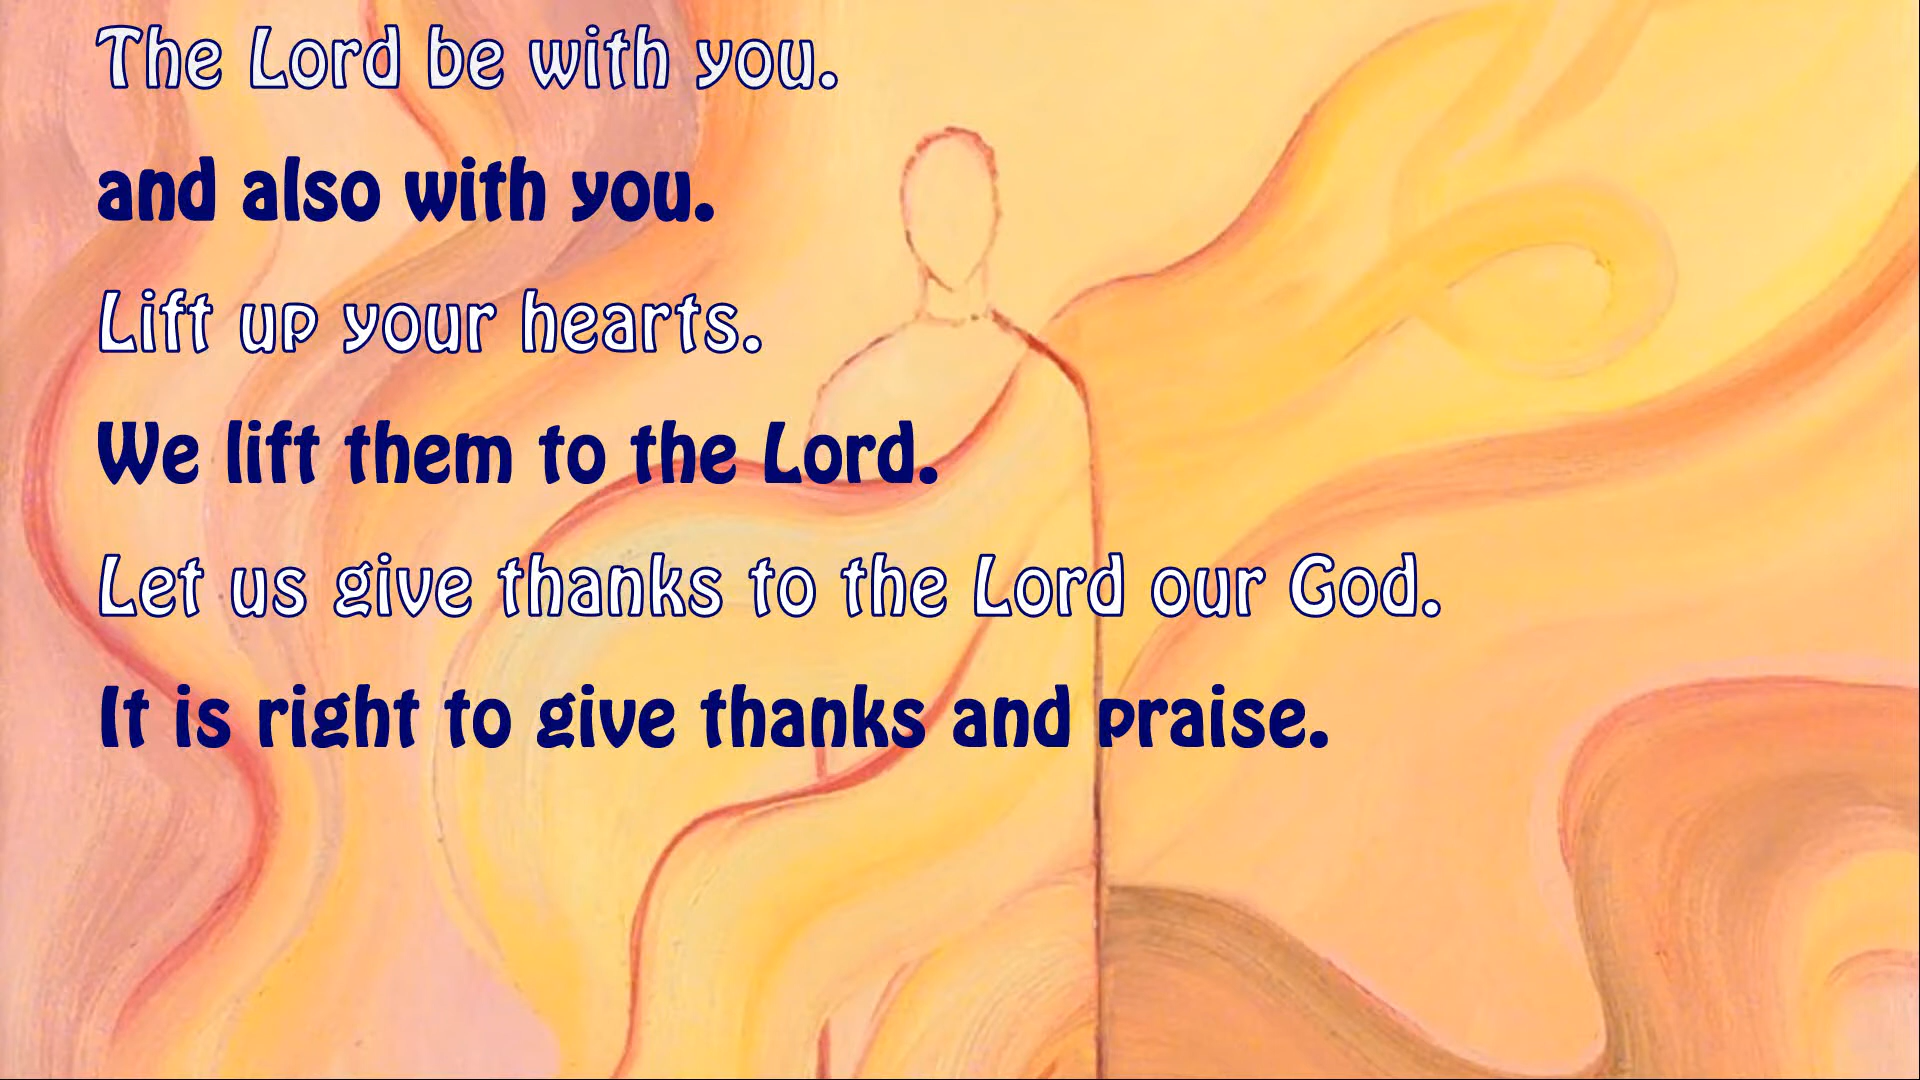 The Lord be with you.
and also with you.
Lift up your hearts.
We lift them to the Lord.
Let us give thanks to the Lord our God.
It is right to give thanks and praise.